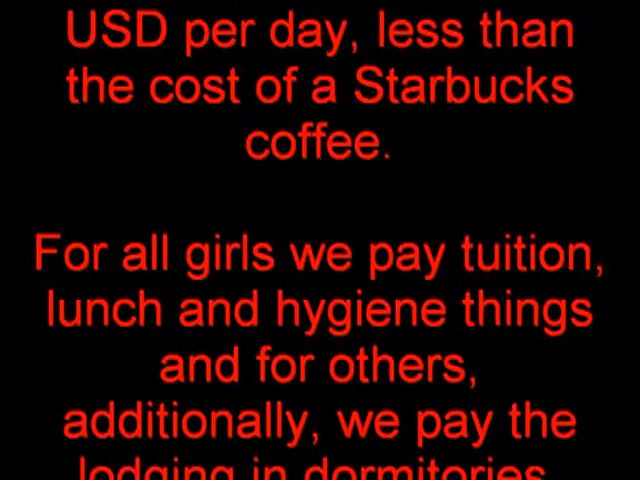 USD per day, less than
the cost of a Starbucks
coffee.
For all girls we pay tuition,
lunch and hygiene things
and for others,
additionally, we pay the
lodging in dormitories.